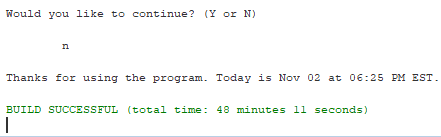 Would you like to continue? (Y or N)
n
Thanks for using the program. Today is Nov 02 at 06:25 PM EST.
BUILD SUCCESSFUL (total time: 48 minutes 11 seconds)